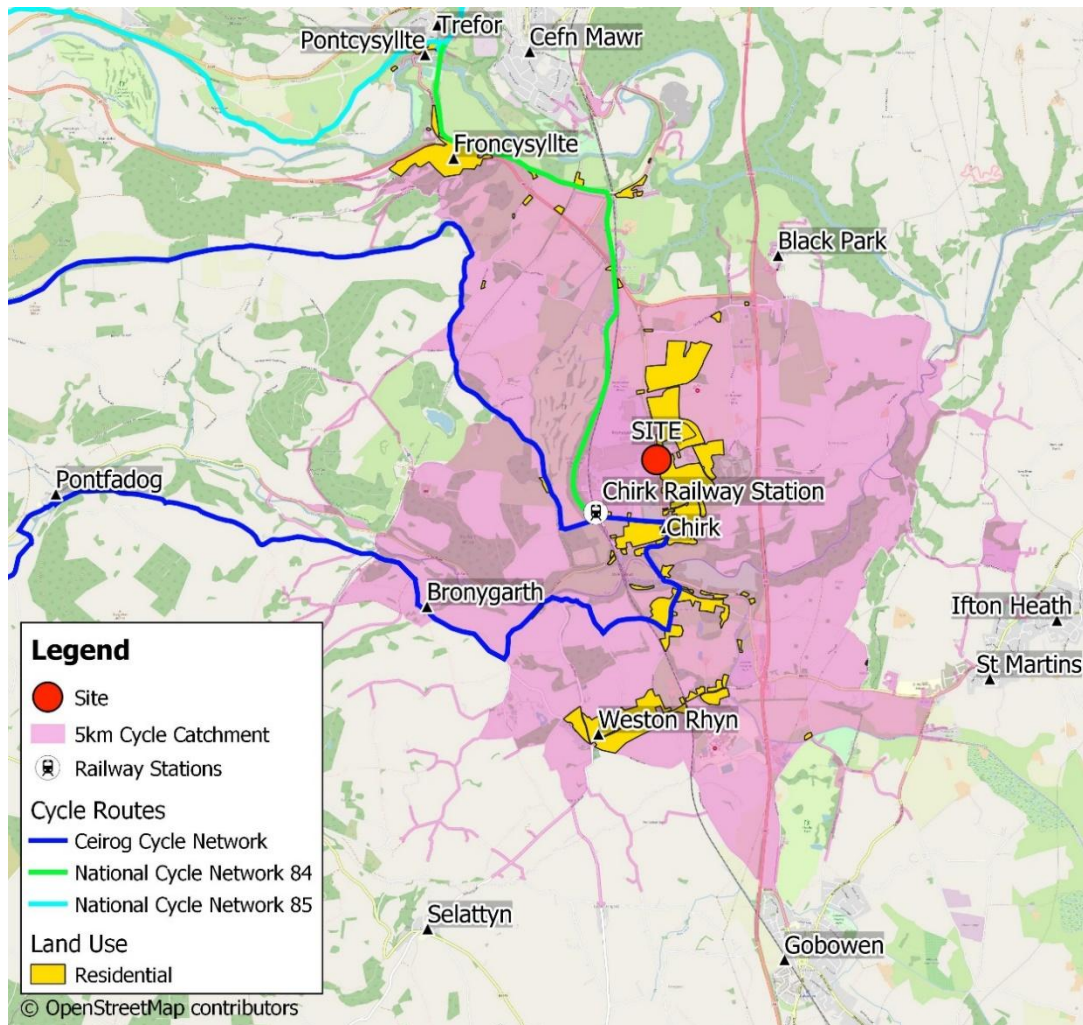 Trefor
Pontcysyllte
Cefn Mawr
Froncysyllte
Black Park
SITE
Pontfadog
Chirk Railway Station
Chirk
Bronygarth
Ifton Heath
St Martins
Weston Rhyn
Selattyn
Gobowen
Legend
Site
5km Cycle Catchment
Railway Stations
Cycle Routes
Ceirog Cycle Network
National Cycle Network 84
National Cycle Network 85
Land Use
Residential
© OpenStreetMap contributors